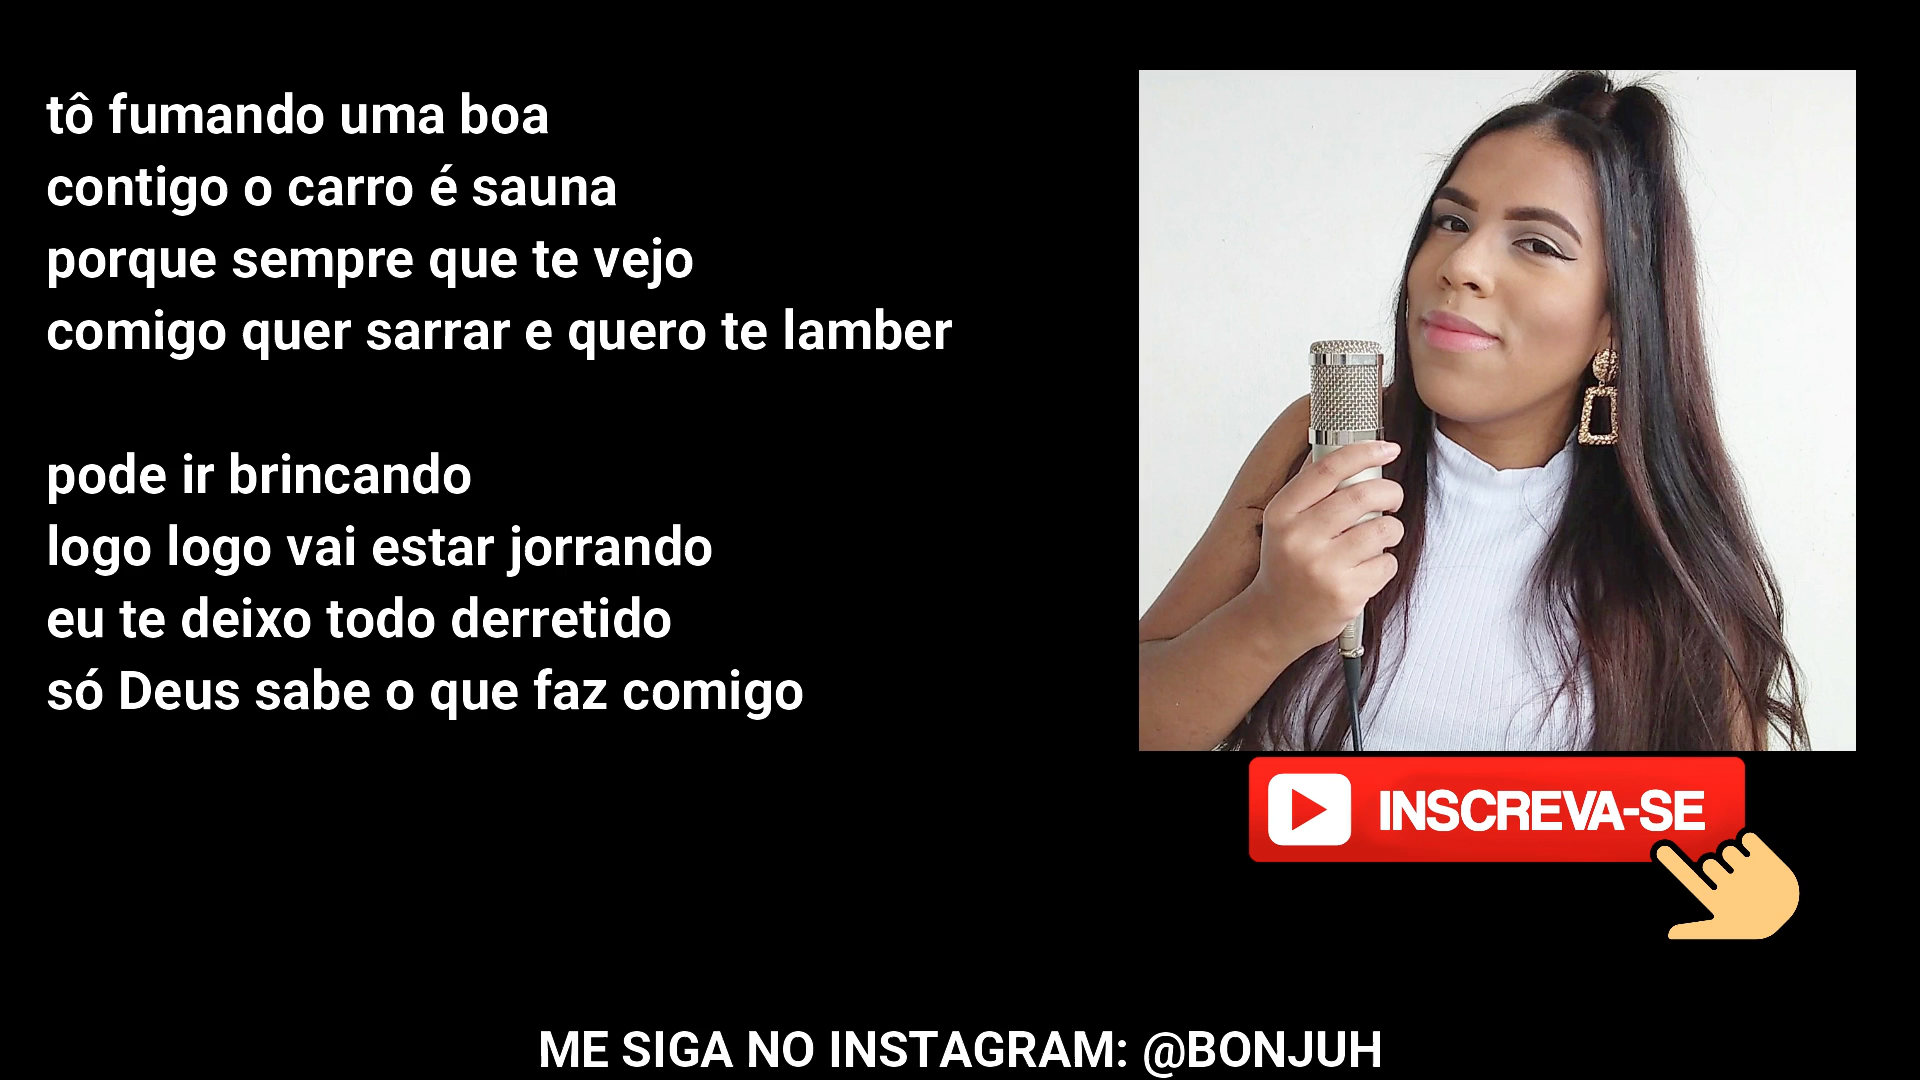 tô fumando uma boa
contigo o carro é sauna
porque sempre que te vejo
comigo quer sarrar e quero te lamber
pode ir brincando
logo logo vai estar jorrando
eu te deixo todo derretido
só Deus sabe o que faz comigo
INSCREVA-SE
ME SIGA NO INSTAGRAM: @BONJUH